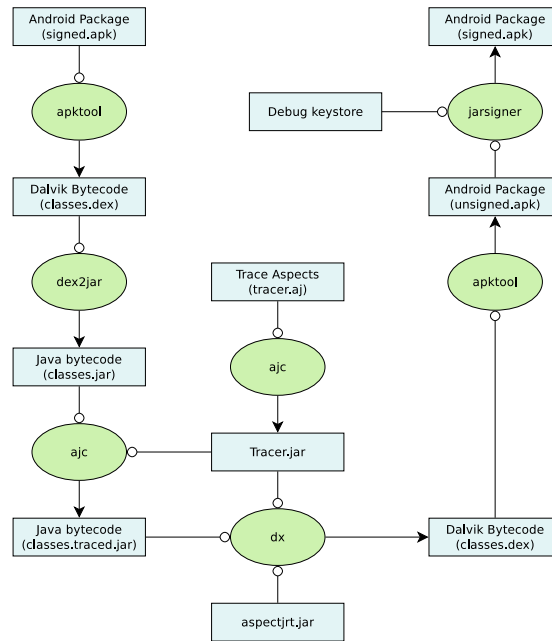 Android Package
(signed.apk)
apktool
Dalvik Bytecode
(classes.dex)
dex2jar
Java bytecode
(classes.jar)
ajc
Java bytecode
(classes.traced.jar)
Trace Aspects
(tracer.aj)
ajc
Tracer.jar
dx
aspectjrt.jar
Android Package
(signed.apk)
Debug keystore
jarsigner
Android Package
(unsigned.apk)
apktool
Dalvik Bytecode
(classes.dex)